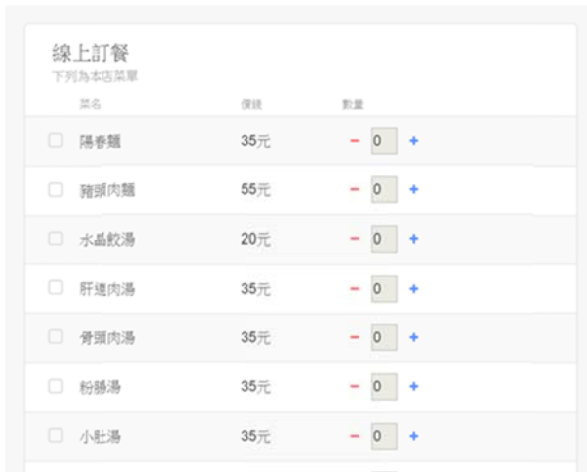 線上訂餐
下列為本店菜單
菜名 價錢 數量
陽春麵 35元 - 0 +
豬頭肉麵 55元 - 0 +
水晶餃湯 20元 - 0 +
肝連肉湯 35元 - 0 +
骨頭肉湯 35元 - 0 +
粉腸湯 35元 - 0 +
小肚湯 35元 - 0 +